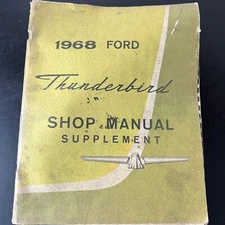 1968 FORD
Thunderbird
SHOP MANUAL
SUPPLEMENT